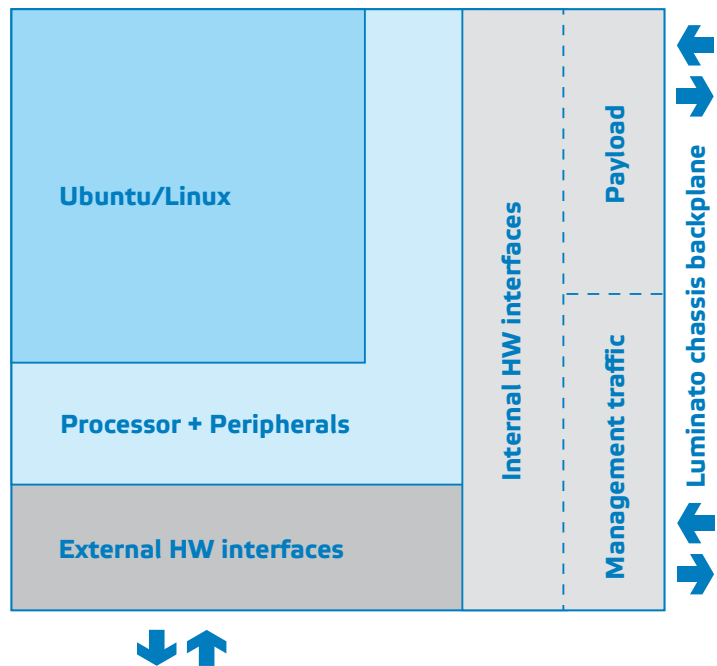 Ubuntu/Linux
Processor + Peripherals
External HW interfaces
Internal HW interfaces
Payload
Management traffic
Luminato chassis backplane